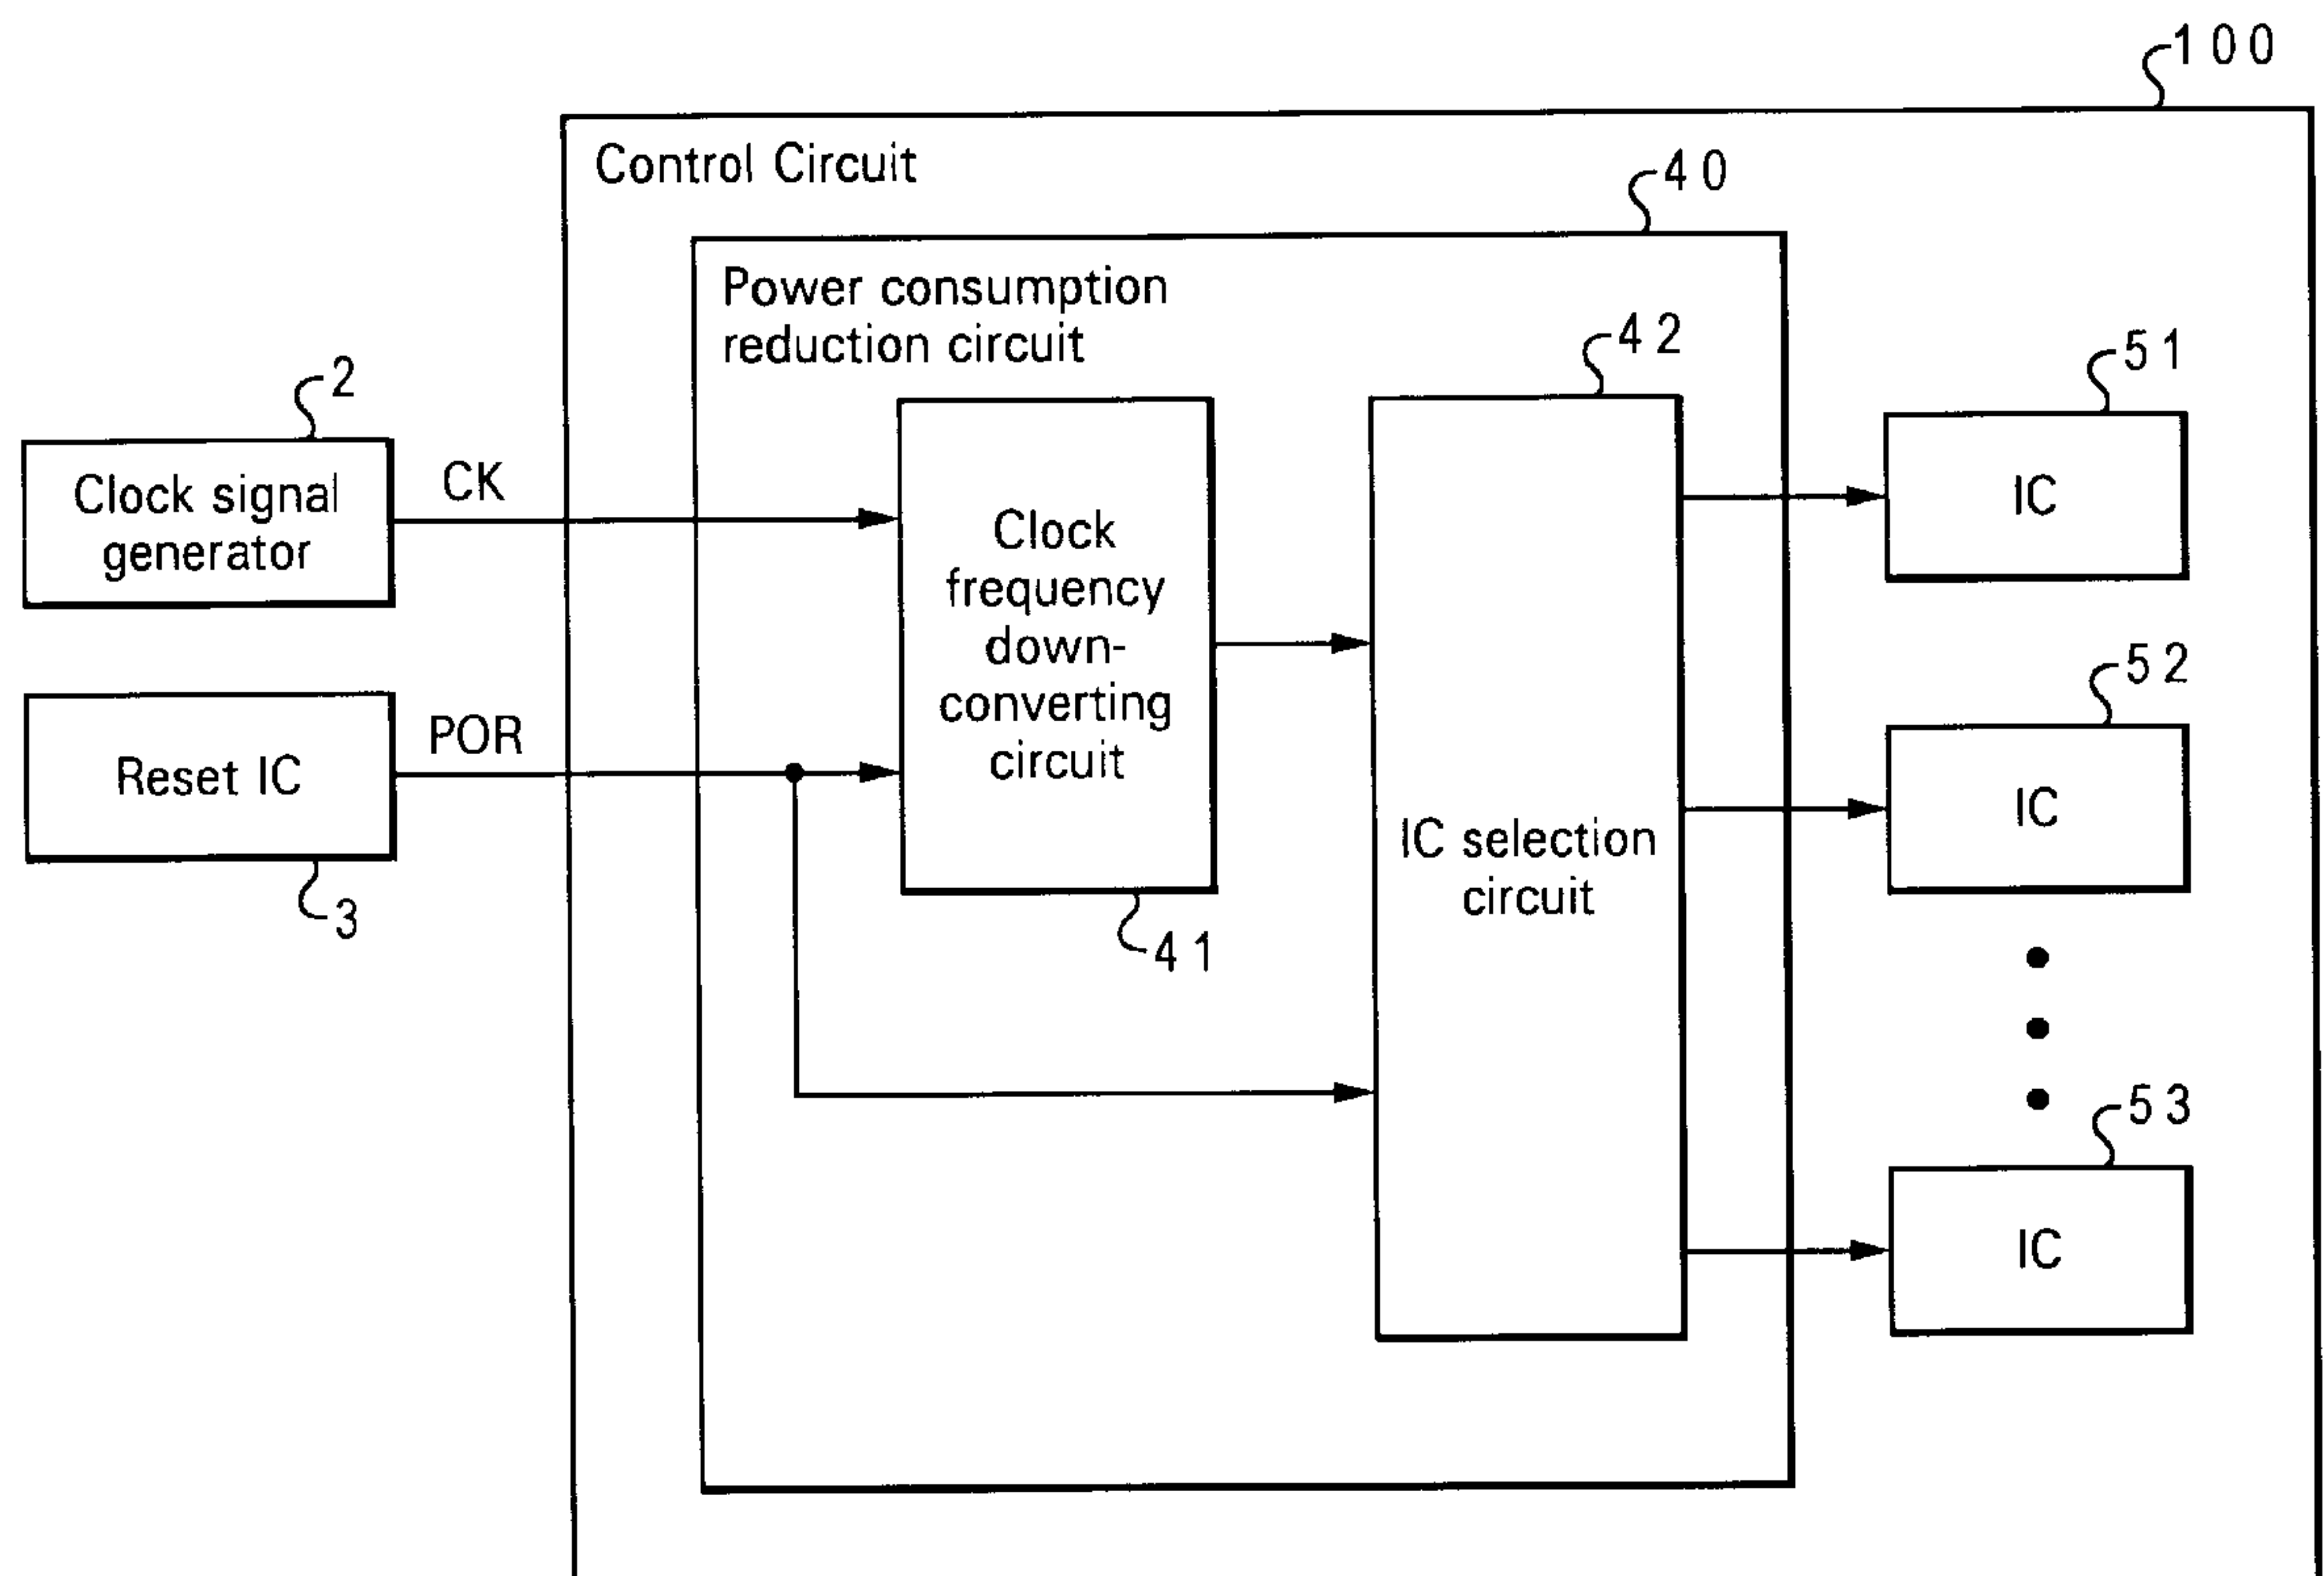 100
Control Circuit
40
Power consumption
reduction circuit
42
51
2
Clock signal
generator
CK
Clock
frequency
down-
converting
circuit
IC
52
Reset IC
POR
IC selection
circuit
IC
3
41
53
IC